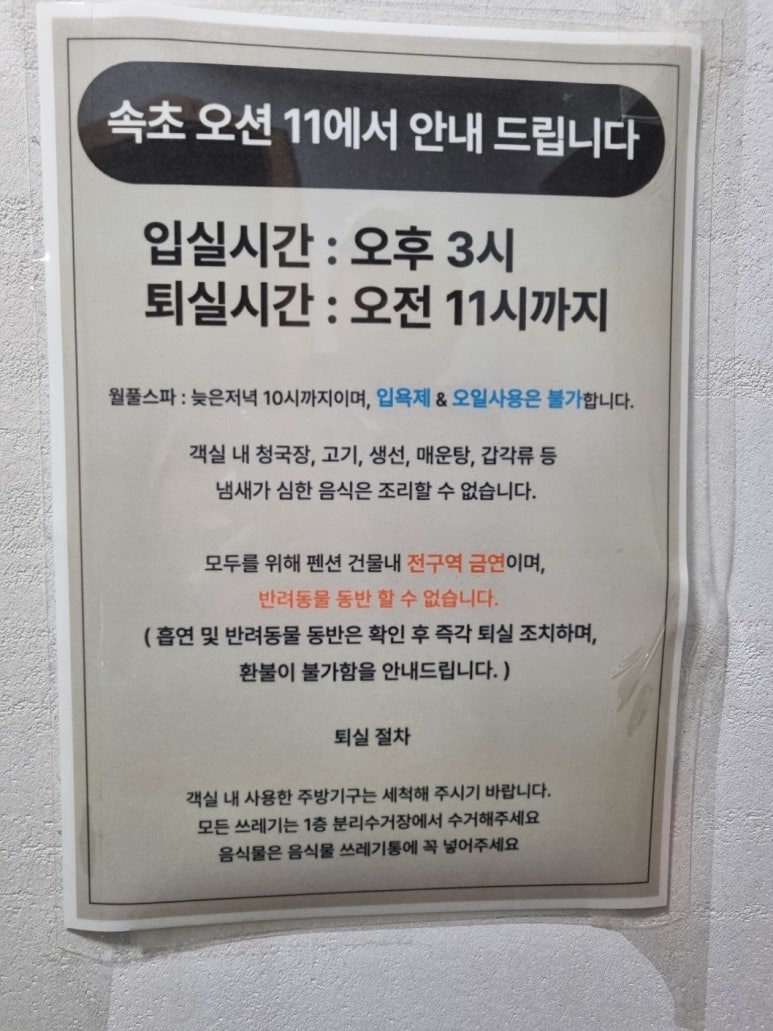 속초 오션 11에서 안내 드립니다
입실시간 : 오후 3시
퇴실시간 : 오전 11시까지
월풀스파 : 늦은저녁 10시까지이며, 입욕제 & 오일사용은 불가합니다.
객실 내 청국장, 고기, 생선, 매운탕, 갑각류 등
냄새가 심한 음식은 조리할 수 없습니다.
모두를 위해 펜션 건물내 전구역 금연이며,
반려동물 동반 할 수 없습니다.
( 흡연 및 반려동물 동반은 확인 후 즉각 퇴실 조치하며,
환불이 불가함을 안내드립니다. )
퇴실 절차
객실 내 사용한 주방기구는 세척해 주시기 바랍니다.
모든 쓰레기는 1층 분리수거장에서 수거해주세요
음식물은 음식물 쓰레기통에 꼭 넣어주세요